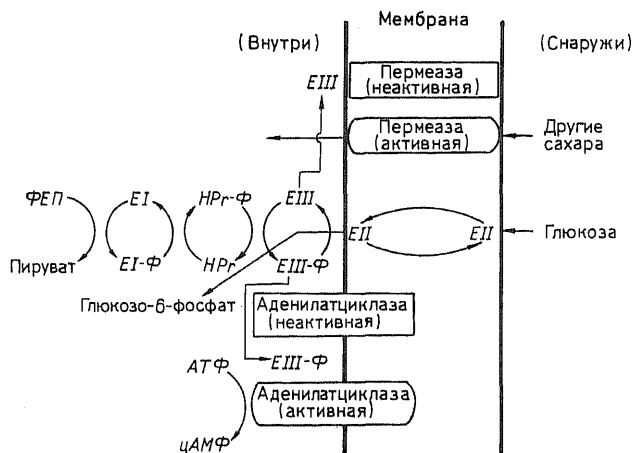 Мембрана
(Внутри)
(Снаружи)
EIII
Пермеаза
(неактивная)
Пермеаза
(активная)
Другие
сахара
ФЕП
EI
HPr-Ф
EIII
EII
EII
Глюкоза
Пируват
EI-Ф
HPr
EIII-Ф
Глюкозо-6-фосфат
Аденилатциклаза
(неактивная)
EIII-Ф
АТФ
Аденилатциклаза
(активная)
цАМФ